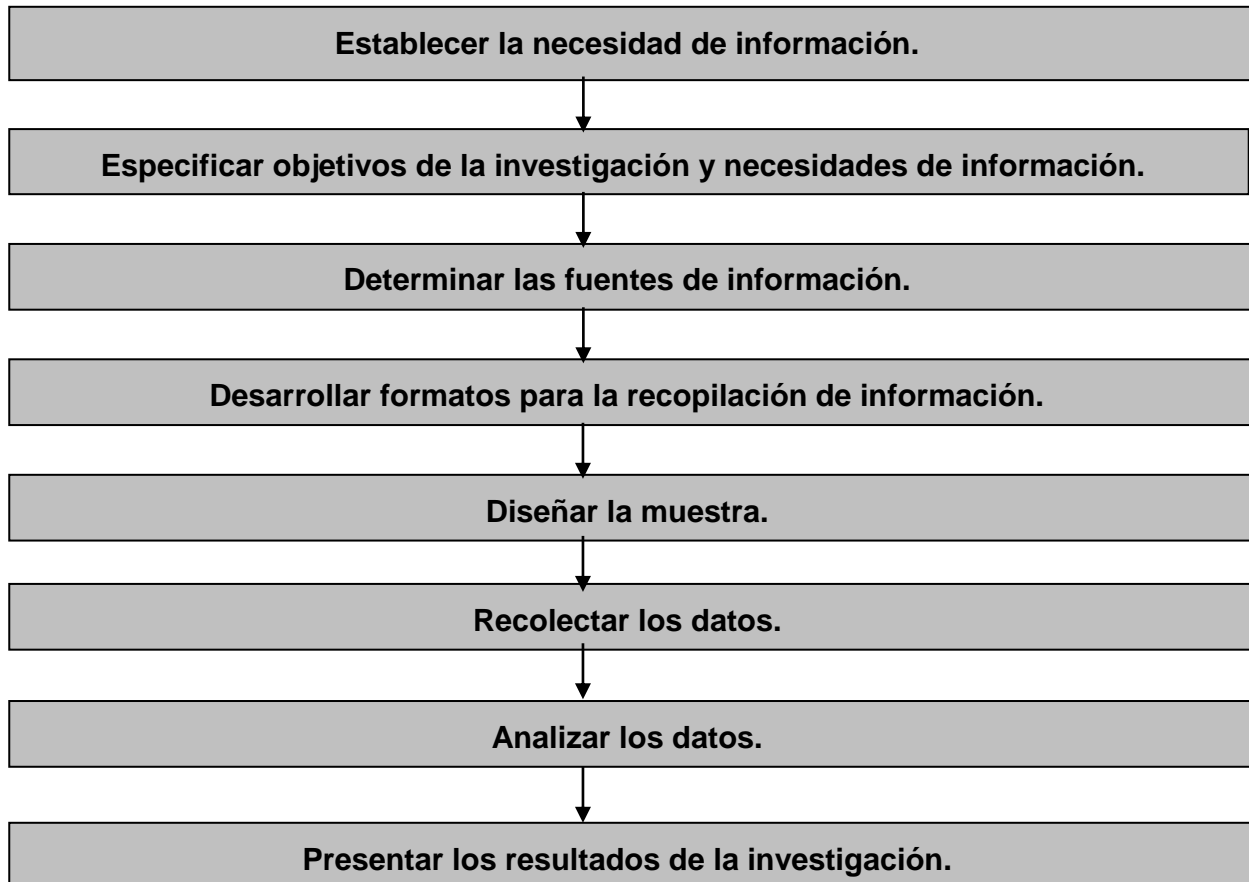 Establecer la necesidad de información.
Especificar objetivos de la investigación y necesidades de información.
Determinar las fuentes de información.
Desarrollar formatos para la recopilación de información.
Diseñar la muestra.
Recolectar los datos.
Analizar los datos.
Presentar los resultados de la investigación.